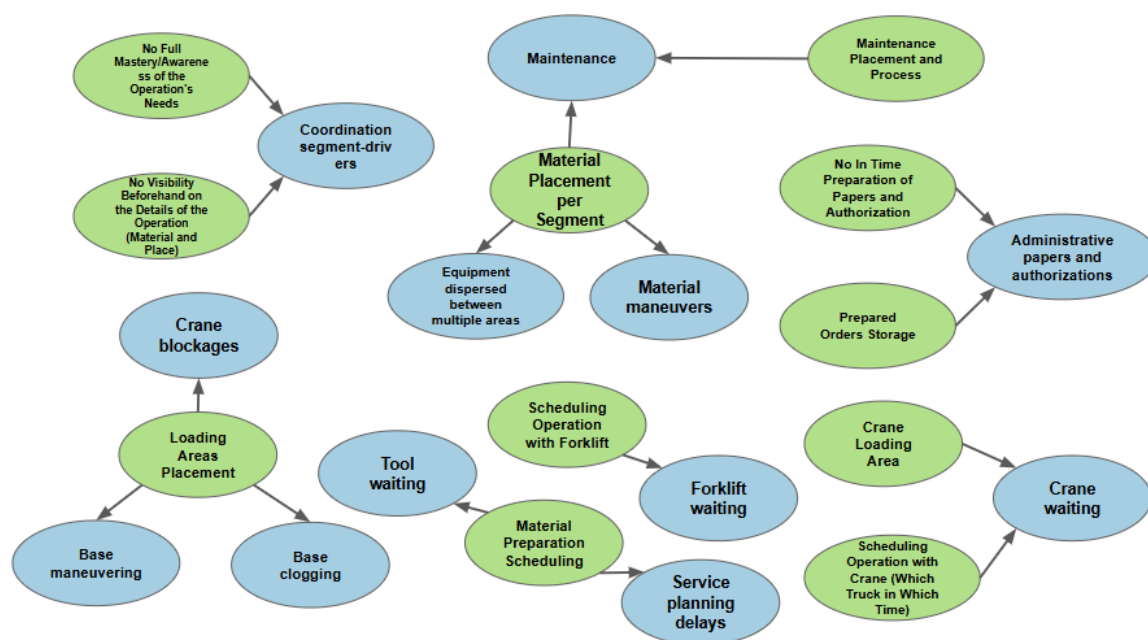 No Full
Mastery/Awarene
ss of the
Operation's
Needs
Coordination
segment-driv
ers
No Visibility
Beforehand on
the Details of the
Operation
(Material and
Place)
Maintenance
Maintenance
Placement and
Process
Material
Placement
per
Segment
Equipment
dispersed
between
multiple areas
Material
maneuvers
No In Time
Preparation of
Papers and
Authorization
Administrative
papers and
authorizations
Prepared
Orders Storage
Crane
blockages
Loading
Areas
Placement
Base
maneuvering
Base
clogging
Scheduling
Operation
with Forklift
Tool
waiting
Forklift
waiting
Material
Preparation
Scheduling
Service
planning
delays
Crane
Loading
Area
Crane
waiting
Scheduling
Operation with
Crane (Which
Truck in Which
Time)